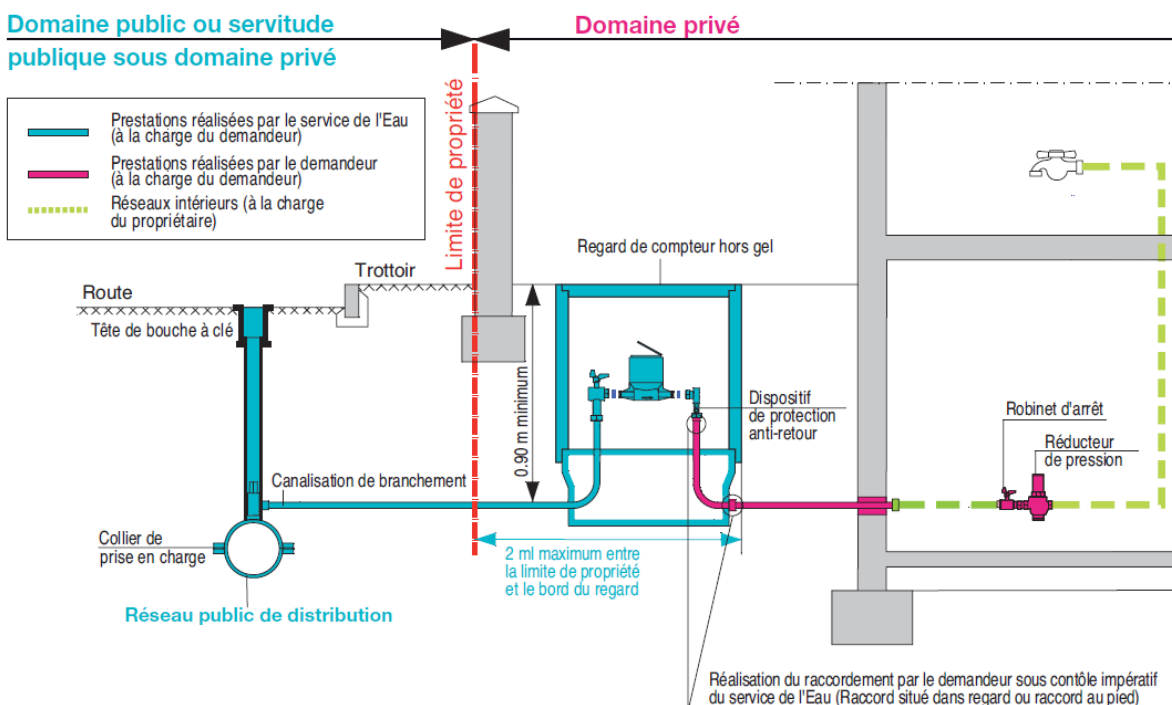 Domaine public ou servitude
publique sous domaine privé
Domaine privé
Prestations réalisées par le service de l'Eau
(à la charge du demandeur)
Prestations réalisées par le demandeur
(à la charge du demandeur)
Réseaux intérieurs (à la charge
du propriétaire)
Limite de propriété
Regard de compteur hors gel
Trottoir
Route
Tête de bouche à clé
0.90 m minimum
Dispositif
de protection
anti-retour
Robinet d'arrêt
Réducteur
de pression
Canalisation de branchement
Collier de
prise en charge
2 ml maximum entre
la limite de propriété
et le bord du regard
Réseau public de distribution
Réalisation du raccordement par le demandeur sous contôle impératif
du service de l'Eau (Raccord situé dans regard ou raccord au pied)